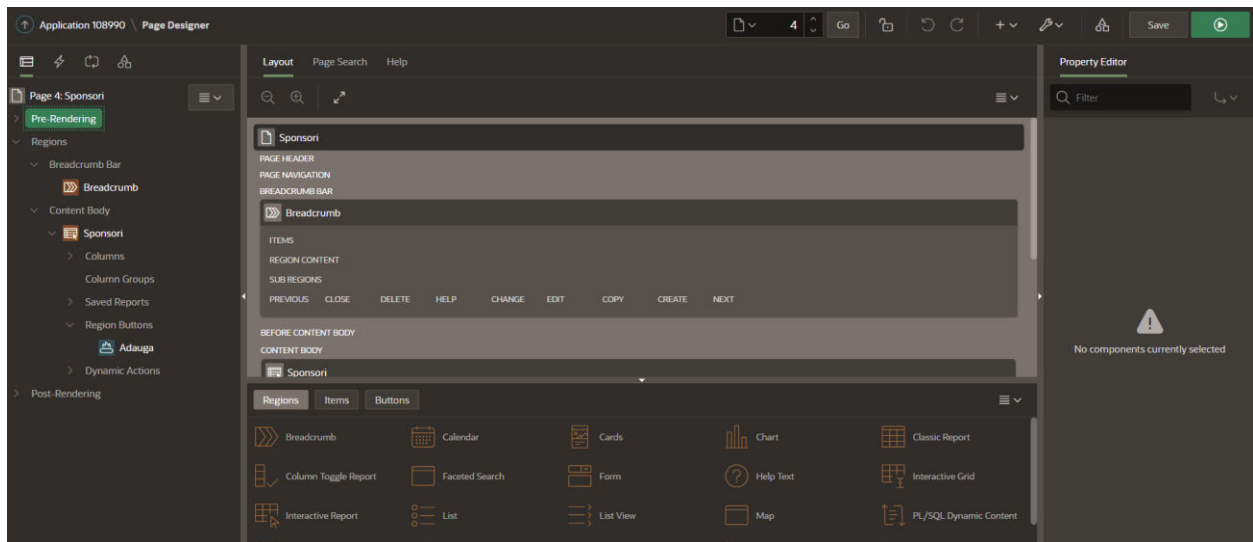 Application 108990 \ Page Designer
4
Go
Save
Layout
Page Search
Help
Property Editor
Page 4: Sponsori
Filter
Pre-Rendering
Regions
Breadcrumb Bar
Breadcrumb
Content Body
Sponsori
Columns
Column Groups
Saved Reports
Region Buttons
Adauga
Dynamic Actions
Post-Rendering
Sponsori
PAGE HEADER
PAGE NAVIGATION
BREADCRUMB BAR
Breadcrumb
ITEMS
REGION CONTENT
SUB REGIONS
PREVIOUS CLOSE DELETE HELP CHANGE EDIT COPY CREATE NEXT
BEFORE CONTENT BODY
CONTENT BODY
Sponsori
No components currently selected
Regions Items Buttons
Breadcrumb Calendar Cards Chart Classic Report
Column Toggle Report Faceted Search Form Help Text Interactive Grid
Interactive Report List List View Map PL/SQL Dynamic Content